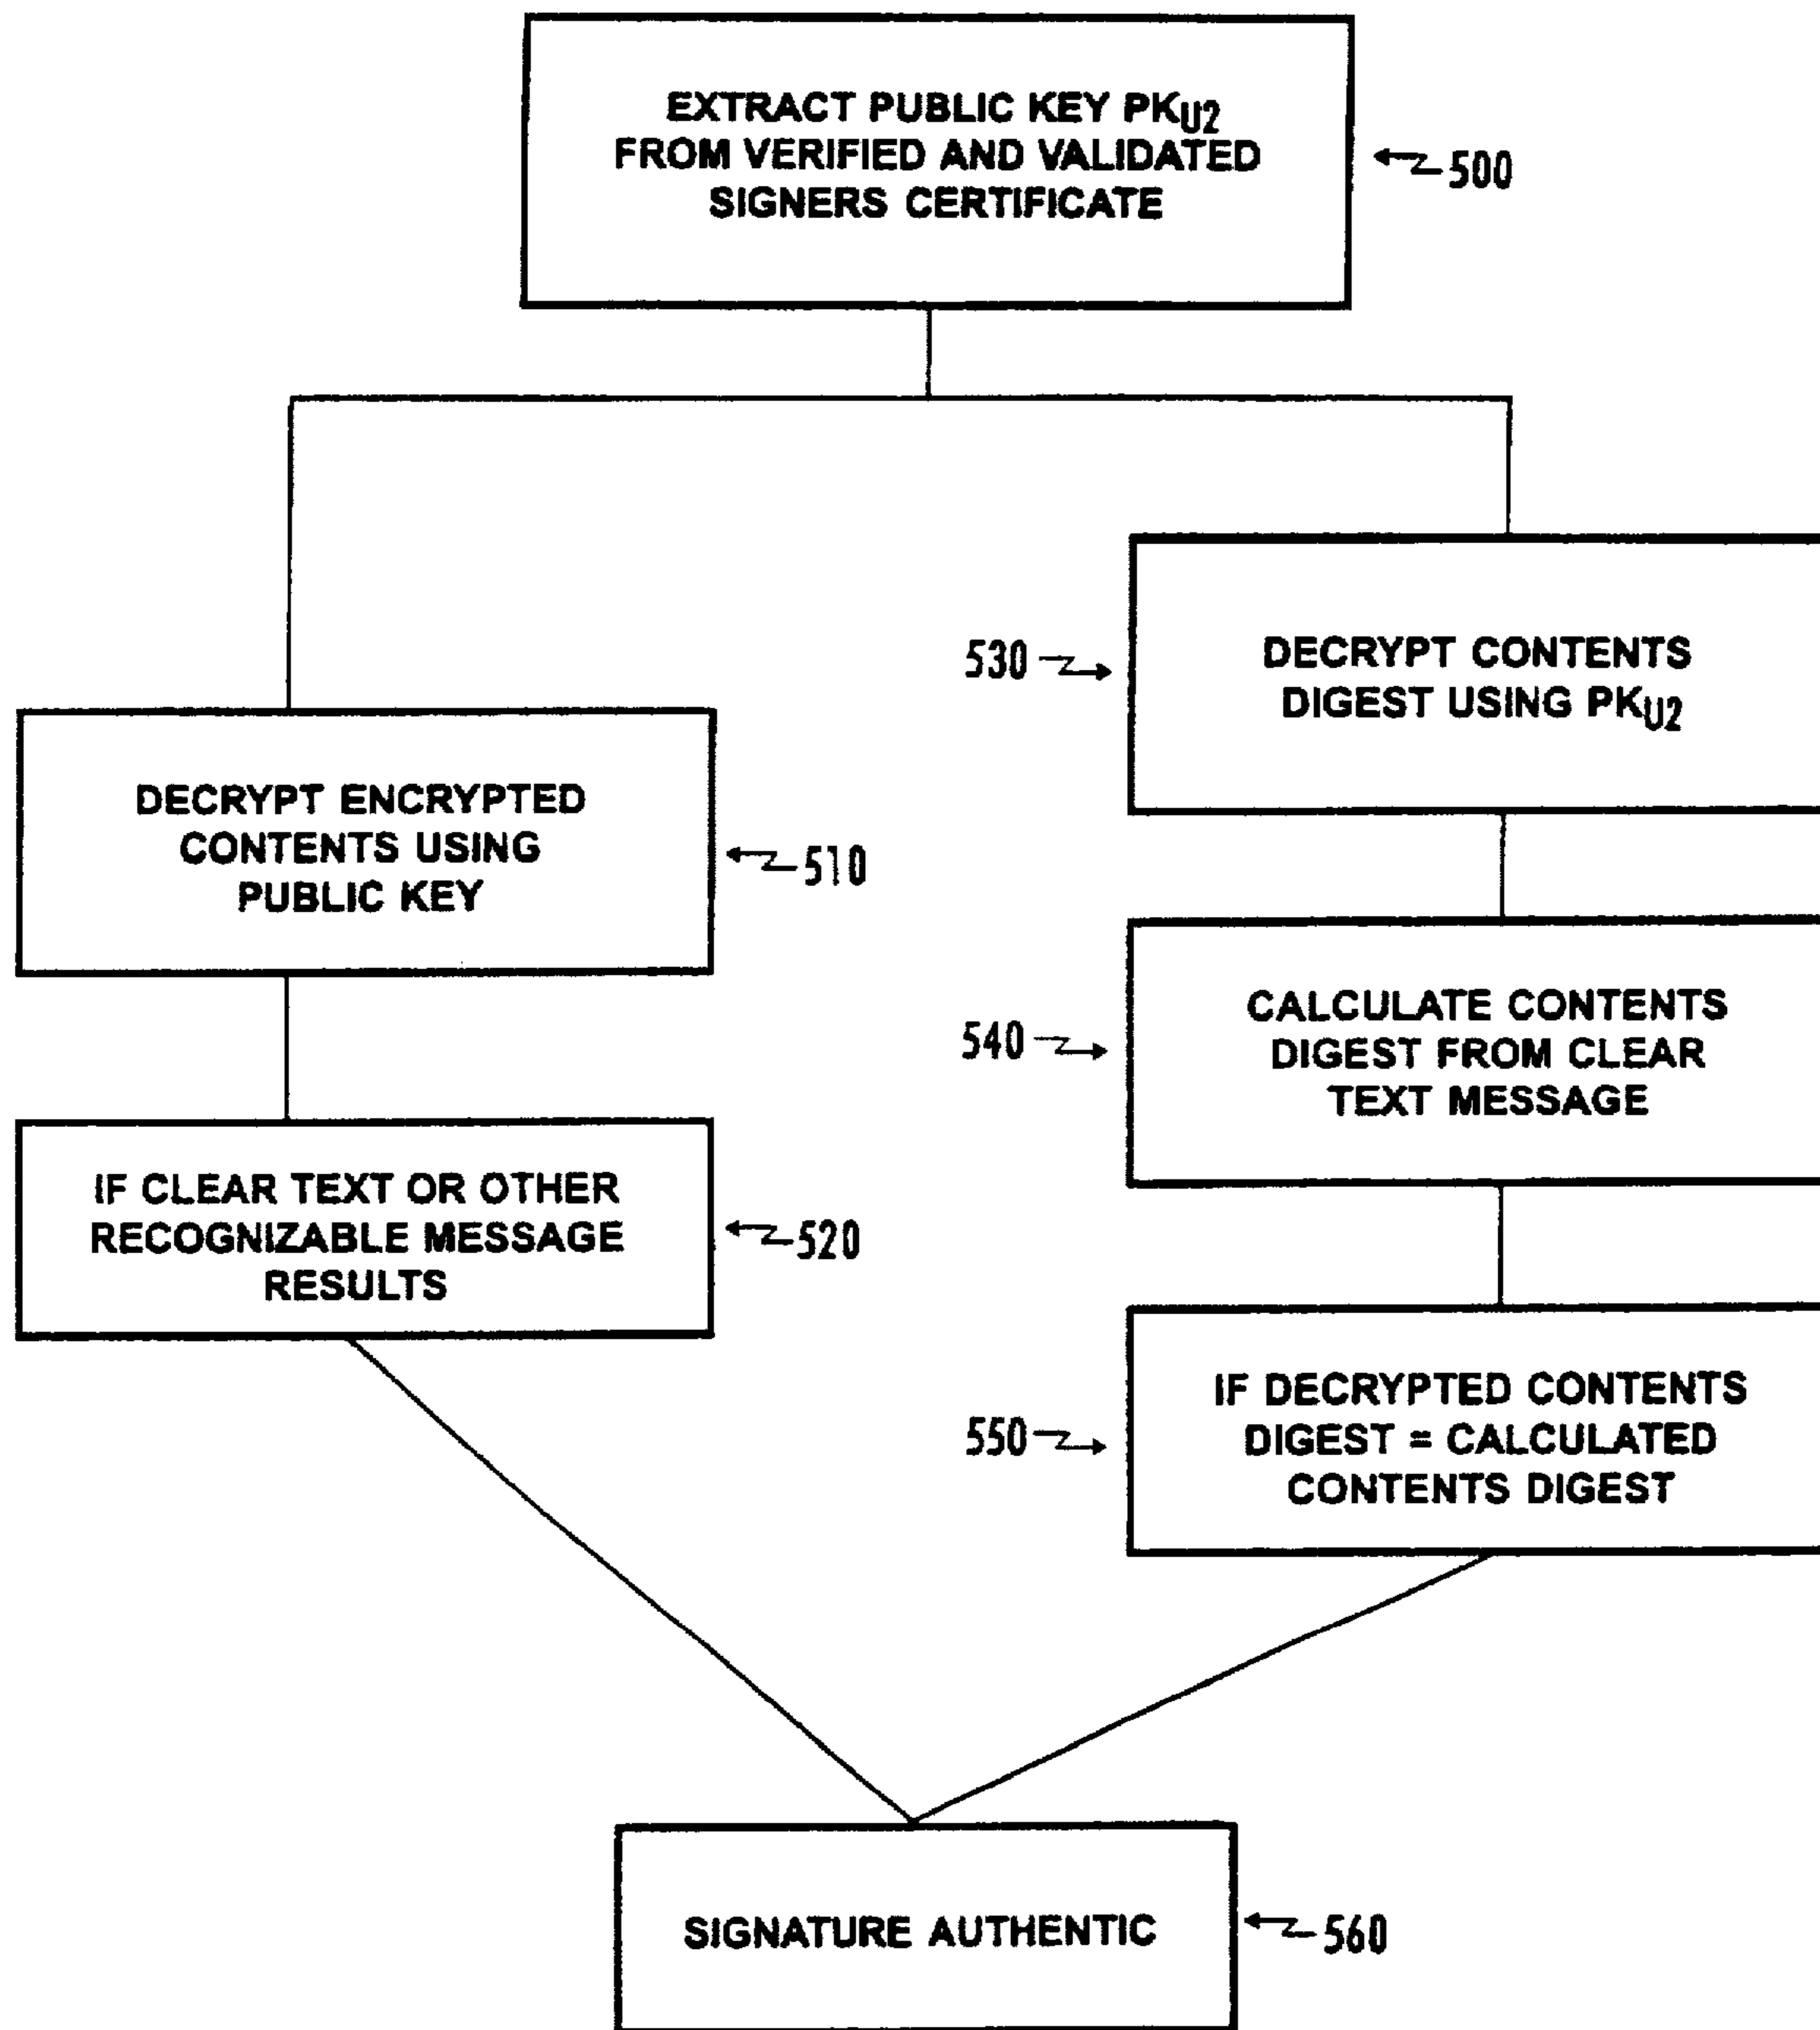 EXTRACT PUBLIC KEY PKU2
FROM VERIFIED AND VALIDATED
SIGNERS CERTIFICATE
500
DECRYPT ENCRYPTED
CONTENTS USING
PUBLIC KEY
510
IF CLEAR TEXT OR OTHER
RECOGNIZABLE MESSAGE
RESULTS
520
530
DECRYPT CONTENTS
DIGEST USING PKU2
540
CALCULATE CONTENTS
DIGEST FROM CLEAR
TEXT MESSAGE
550
IF DECRYPTED CONTENTS
DIGEST = CALCULATED
CONTENTS DIGEST
SIGNATURE AUTHENTIC
560